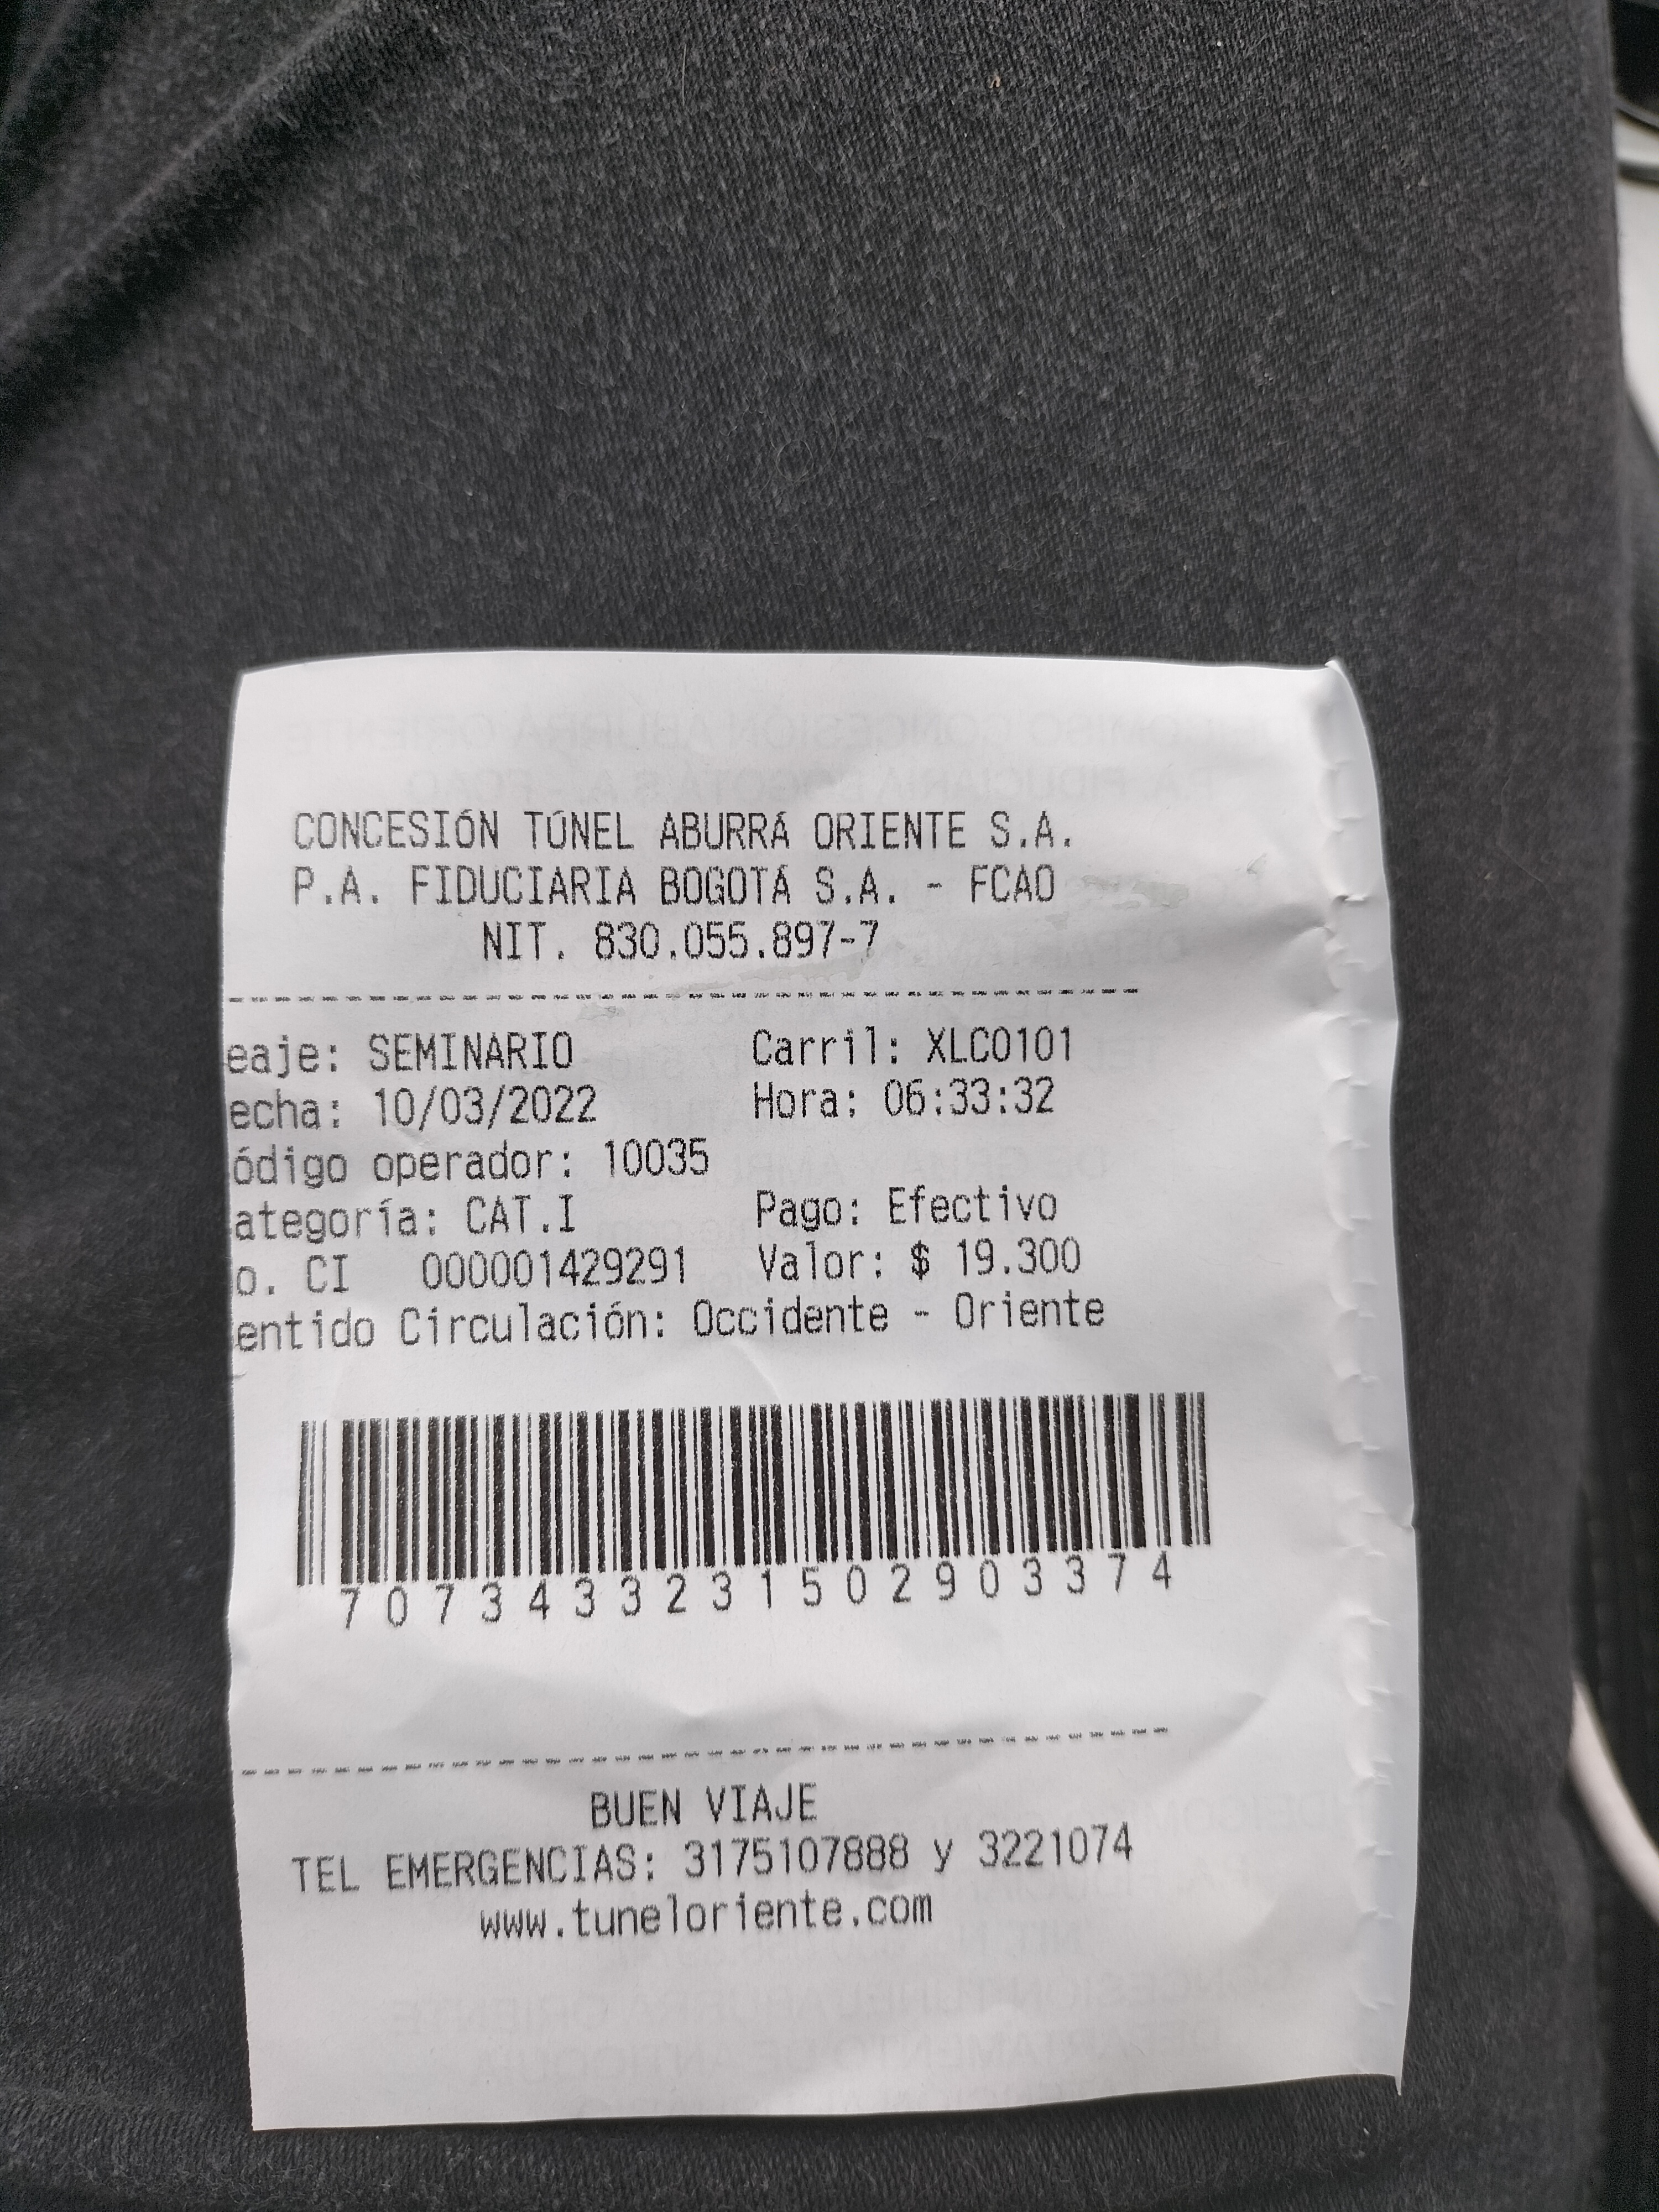 CONCESIÓN TÚNEL ABURRÁ ORIENTE S.A.
P.A. FIDUCIARIA BOGOTÁ S.A. - FCAO
NIT. 830.055.897-7
eaje: SEMINARIO Carril: XLC0101
echa: 10/03/2022 Hora: 06:33:32
ódigo operador: 10035
ategoría: CAT.I Pago: Efectivo
o. CI 000001429291 Valor: $ 19.300
entido Circulación: Occidente - Oriente
7073433231502903374
BUEN VIAJE
TEL EMERGENCIAS: 3175107888 y 3221074
www.tuneloriente.com